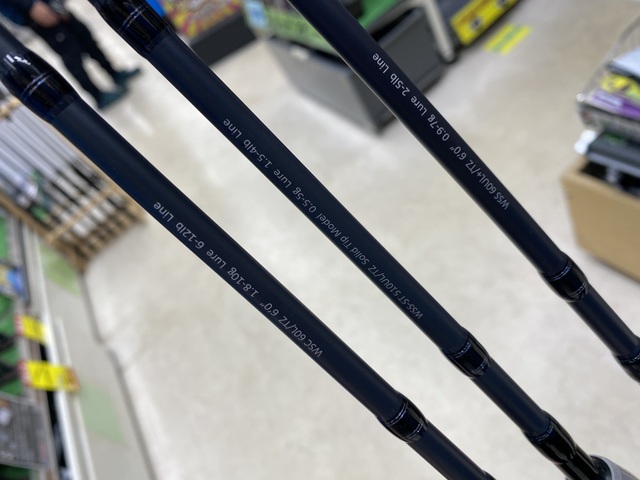 WSS 60UL+/TZ 6'0" 0.9-7g Lure 2-5lb Line
WSS-ST 510UL/TZ Solid Tip Model 0.5-5g Lure 1.5-4lb Line
WSC 60L/TZ 6'0" 1.8-10g Lure 6-12lb Line